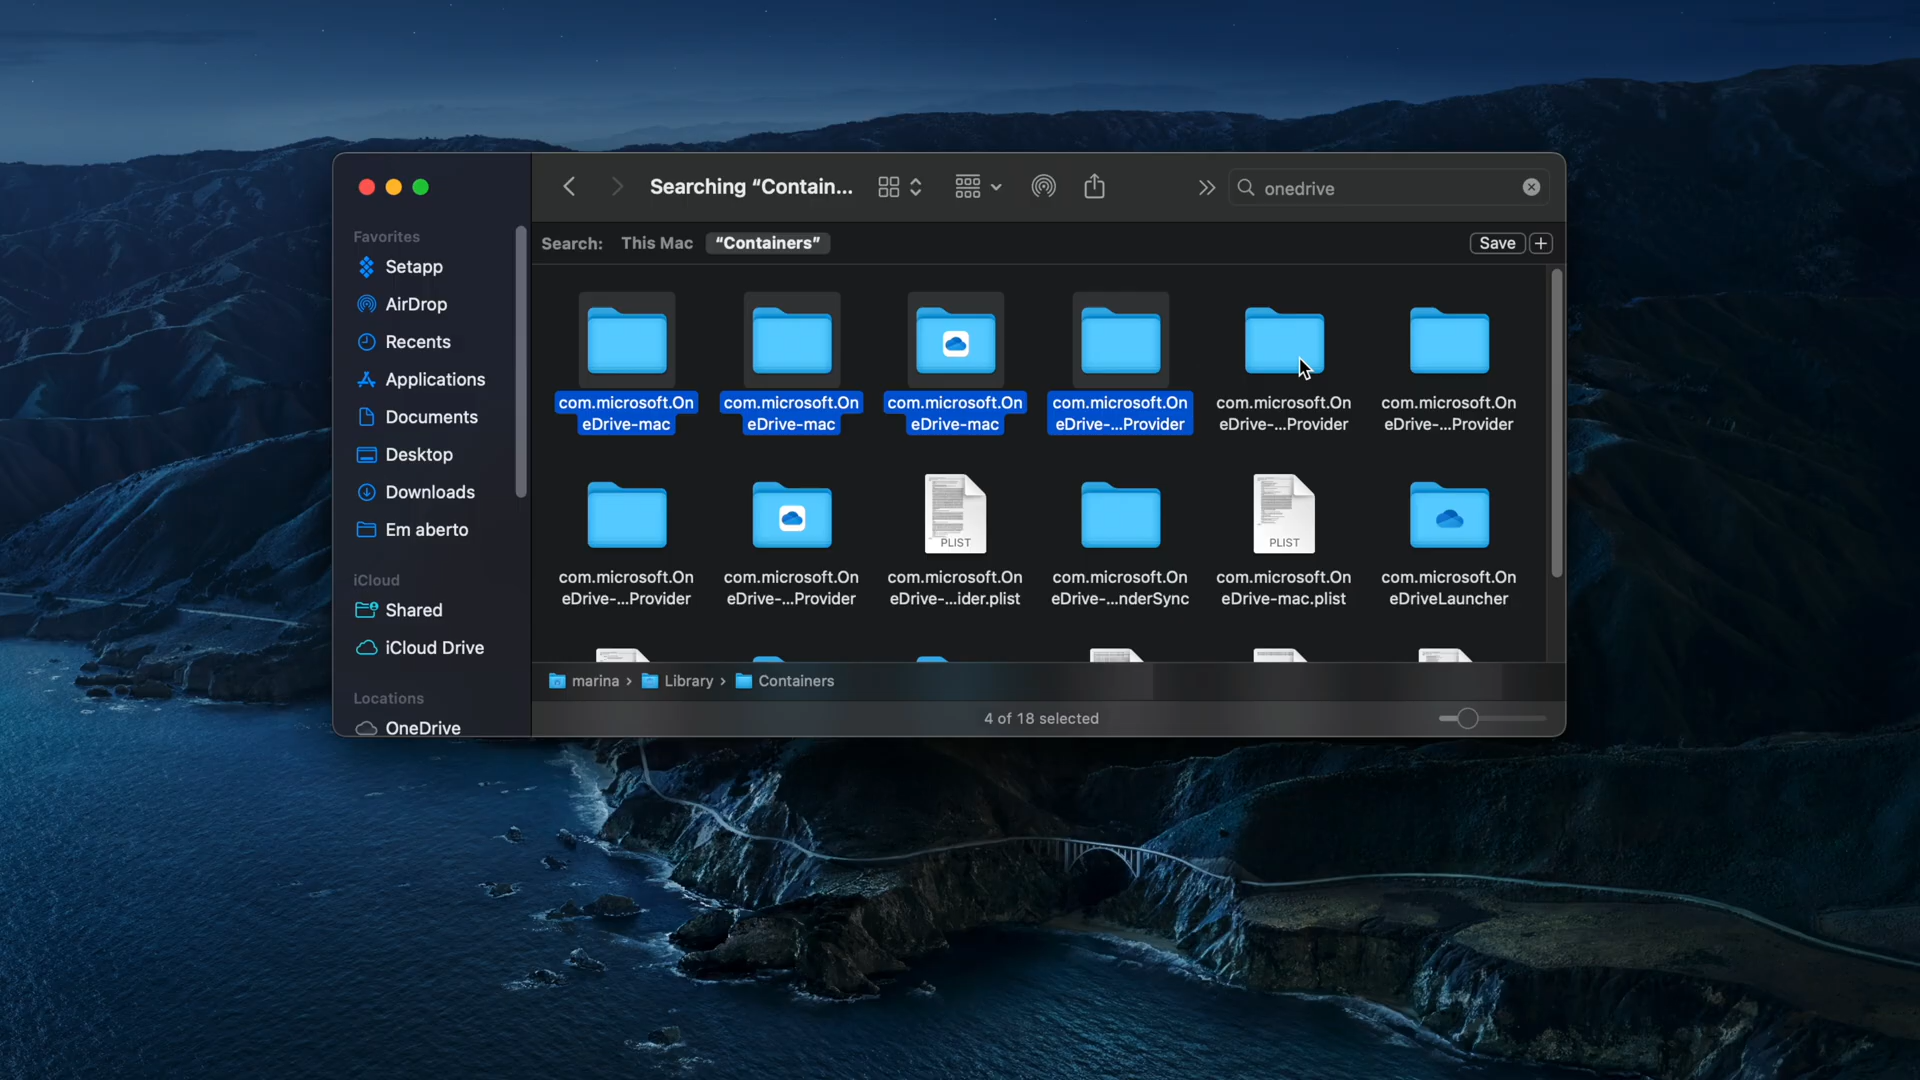 Searching “Contain...
onedrive
Search: This Mac “Containers” Save
Favorites
Setapp
AirDrop
Recents
Applications
Documents
Desktop
Downloads
Em aberto
iCloud
Shared
iCloud Drive
Locations
OneDrive
com.microsoft.On
eDrive-mac
com.microsoft.On
eDrive-mac
com.microsoft.On
eDrive-mac
com.microsoft.On
eDrive-...Provider
com.microsoft.On
eDrive-...Provider
com.microsoft.On
eDrive-...Provider
PLIST
PLIST
com.microsoft.On
eDrive-...Provider
com.microsoft.On
eDrive-...Provider
com.microsoft.On
eDrive-...ider.plist
com.microsoft.On
eDrive-...nderSync
com.microsoft.On
eDrive-mac.plist
com.microsoft.On
eDriveLauncher
marina › Library › Containers
4 of 18 selected